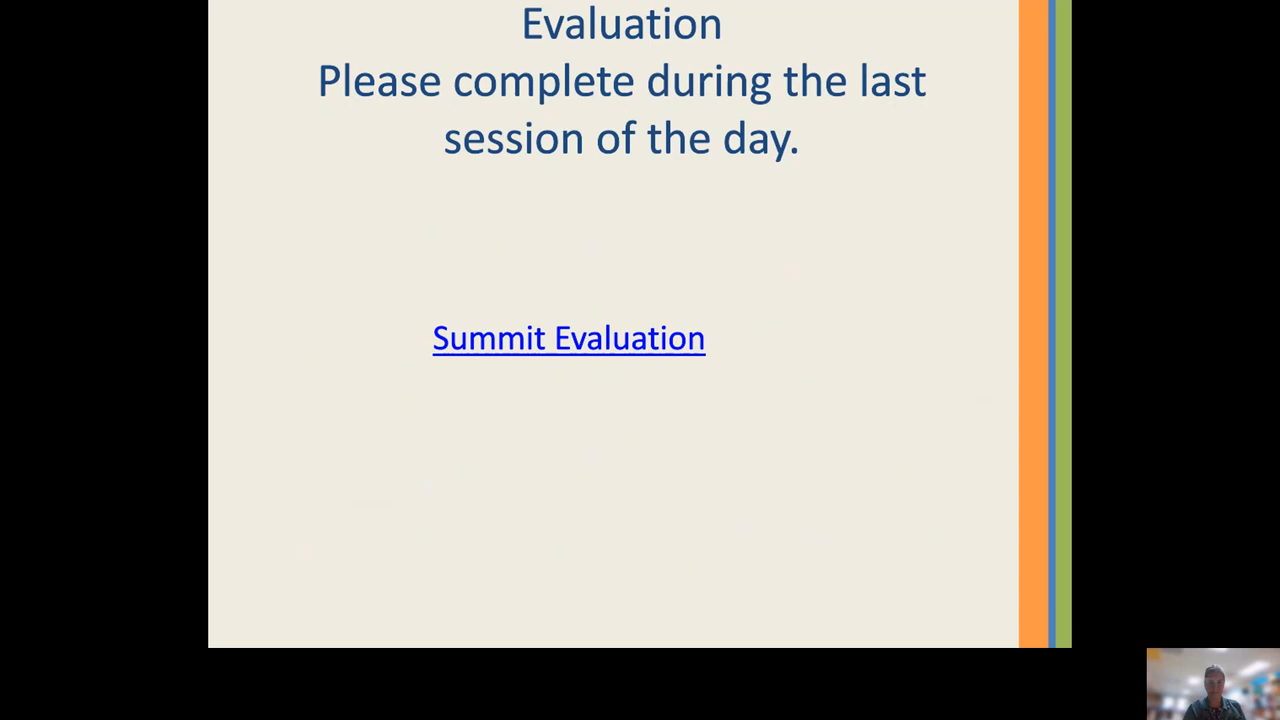 Evaluation
Please complete during the last
session of the day.
Summit Evaluation